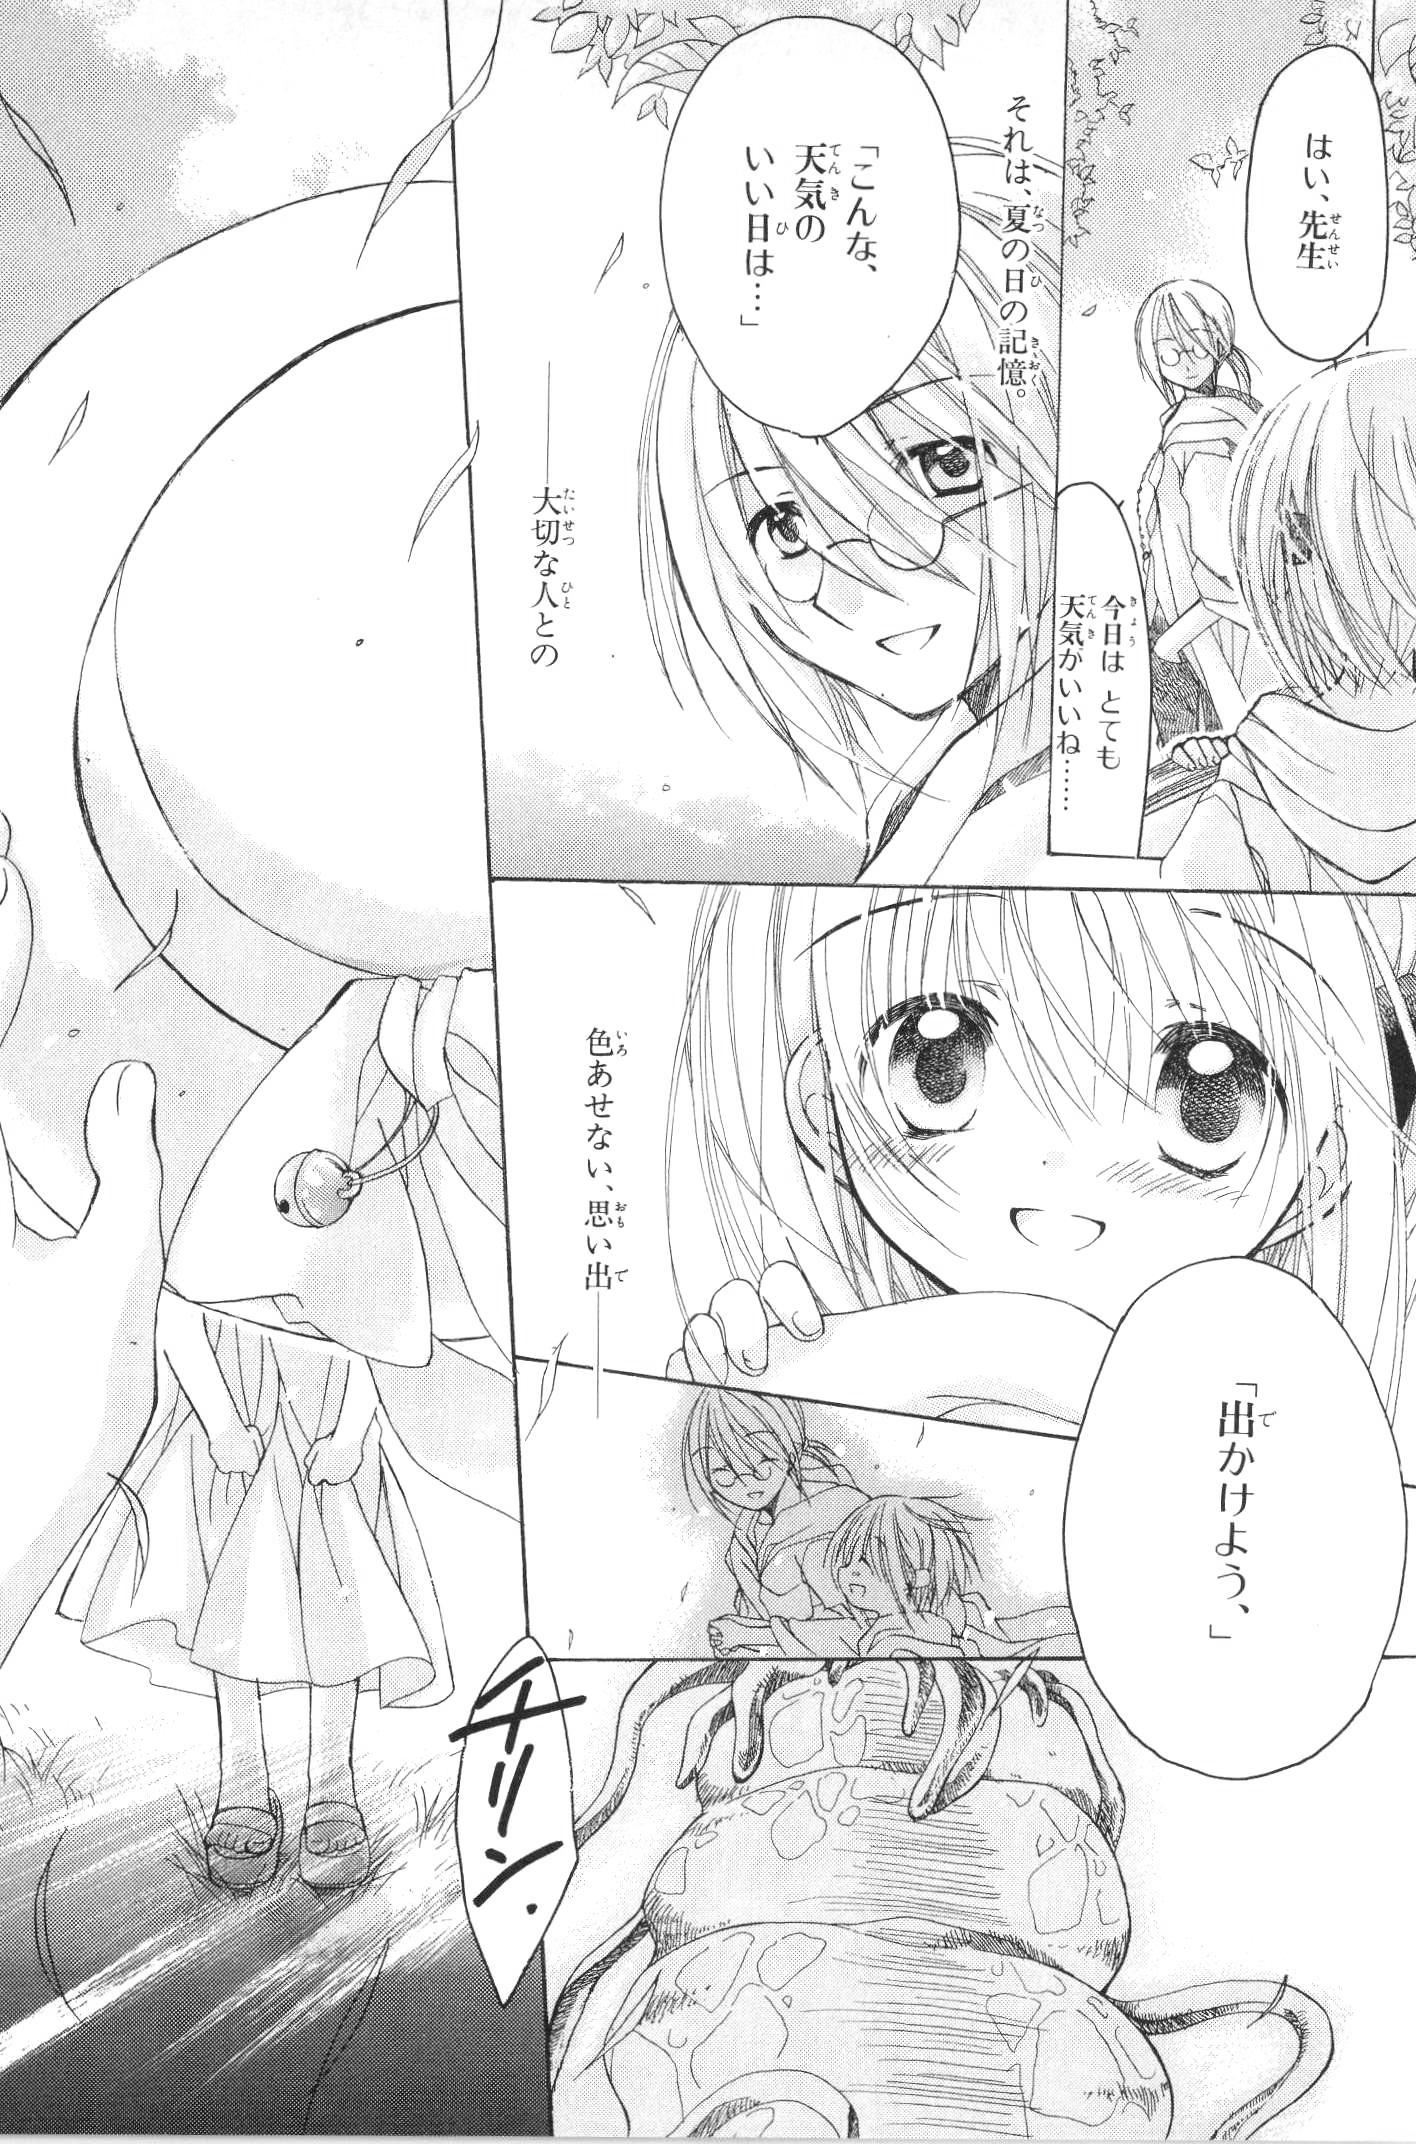 はい、先生
今日は とても
天気がいいね……
それは、夏の日の記憶。
「こんな、
天気の
いい日は…」
──大切な人との
「出かけよう、」
色あせない、思い出──
チリン.